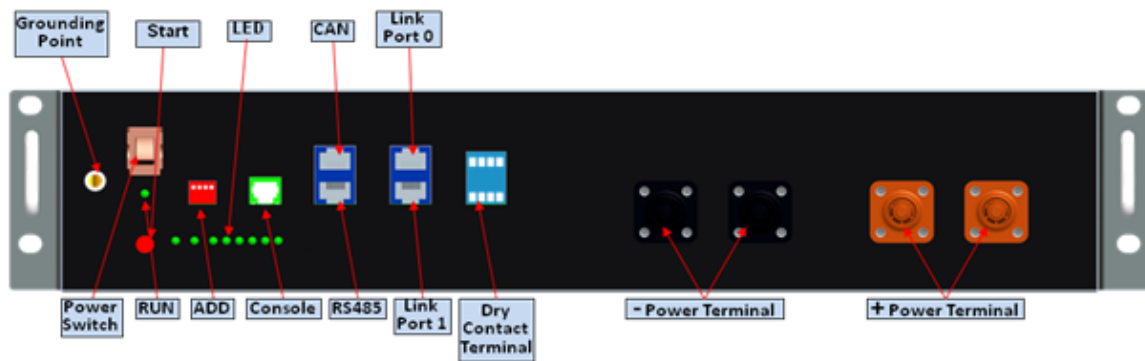 Grounding
Point
Start
LED
CAN
Link
Port 0
Power
Switch
RUN
ADD
Console
RS485
Link
Port 1
Dry
Contact
Terminal
- Power Terminal
+ Power Terminal